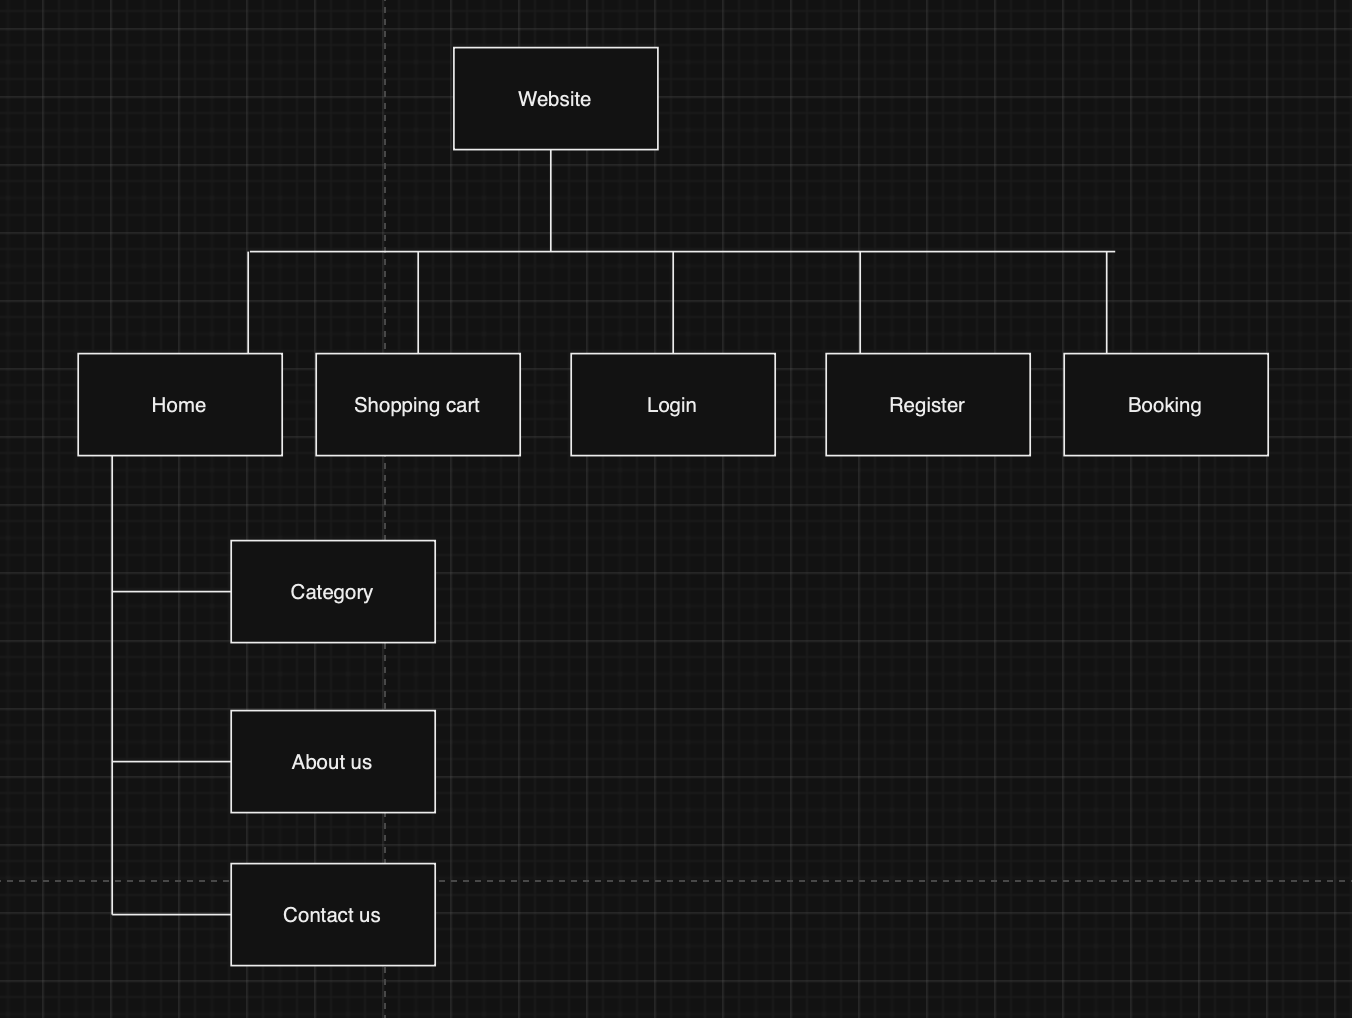 Website
Home
Shopping cart
Login
Register
Booking
Category
About us
Contact us